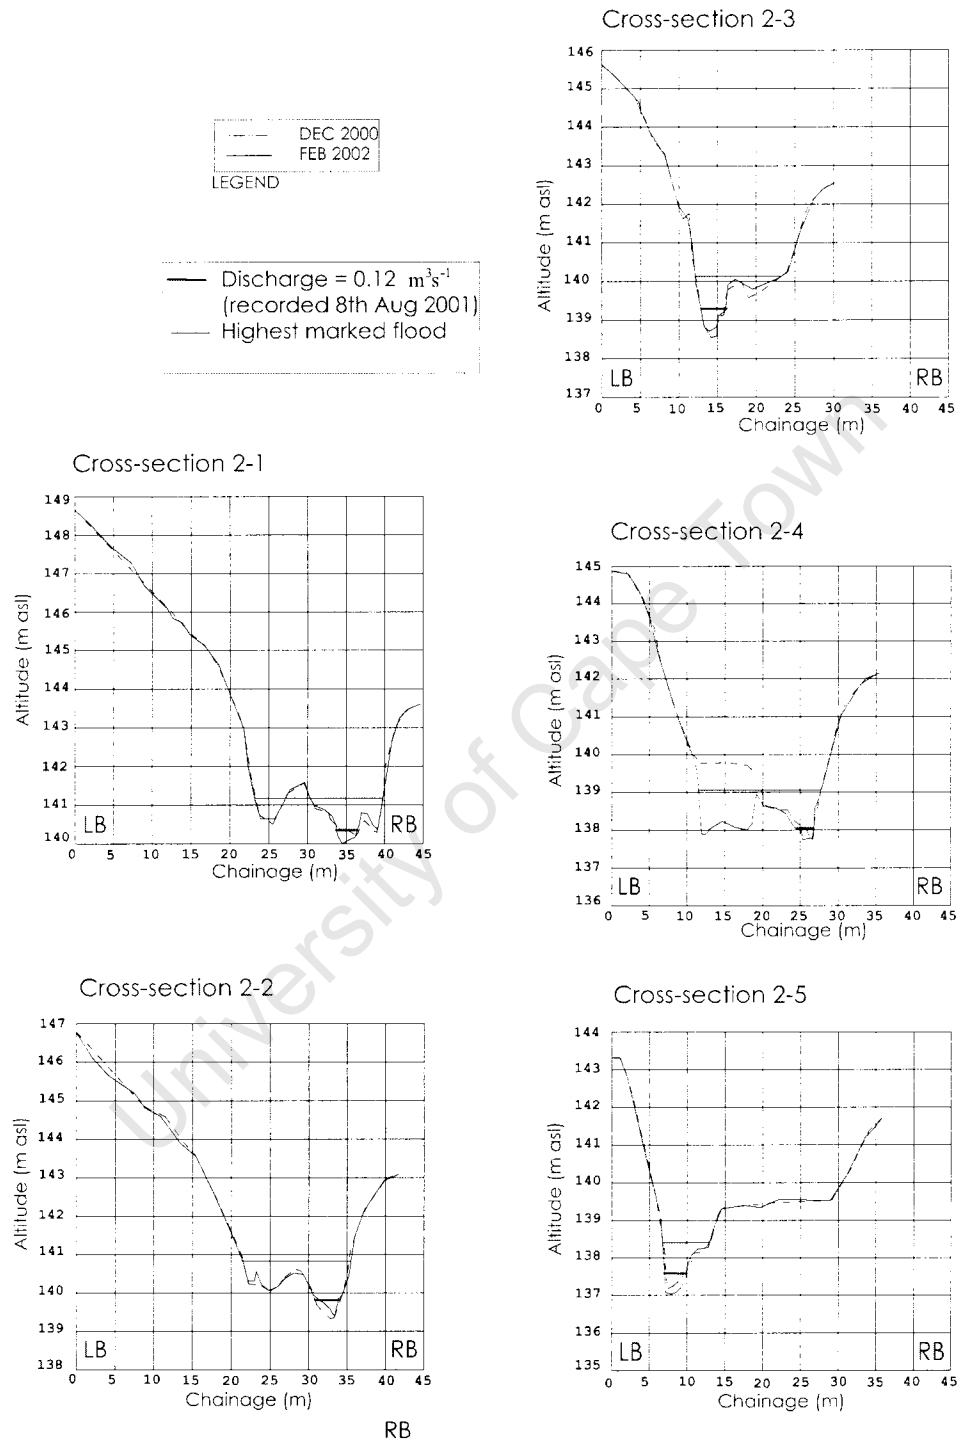 Cross-section 2-3
DEC 2000
FEB 2002
LEGEND
Discharge = 0.12 m³s⁻¹
(recorded 8th Aug 2001)
Highest marked flood
146
145
144
143
142
141
140
139
138
137
Altitude (m asl)
LB
RB
0 5 10 15 20 25 30 35 40 45
Chainage (m)
Cross-section 2-1
149
148
147
146
145
144
143
142
141
140
Altitude (m asl)
LB
RB
0 5 10 15 20 25 30 35 40 45
Chainage (m)
Cross-section 2-4
145
144
143
142
141
140
139
138
137
136
Altitude (m asl)
LB
RB
0 5 10 15 20 25 30 35 40 45
Chainage (m)
Cross-section 2-2
147
146
145
144
143
142
141
140
139
138
Altitude (m asl)
LB
RB
0 5 10 15 20 25 30 35 40 45
Chainage (m)
RB
Cross-section 2-5
144
143
142
141
140
139
138
137
136
135
Altitude (m asl)
LB
RB
0 5 10 15 20 25 30 35 40 45
Chainage (m)
University of Cape Town